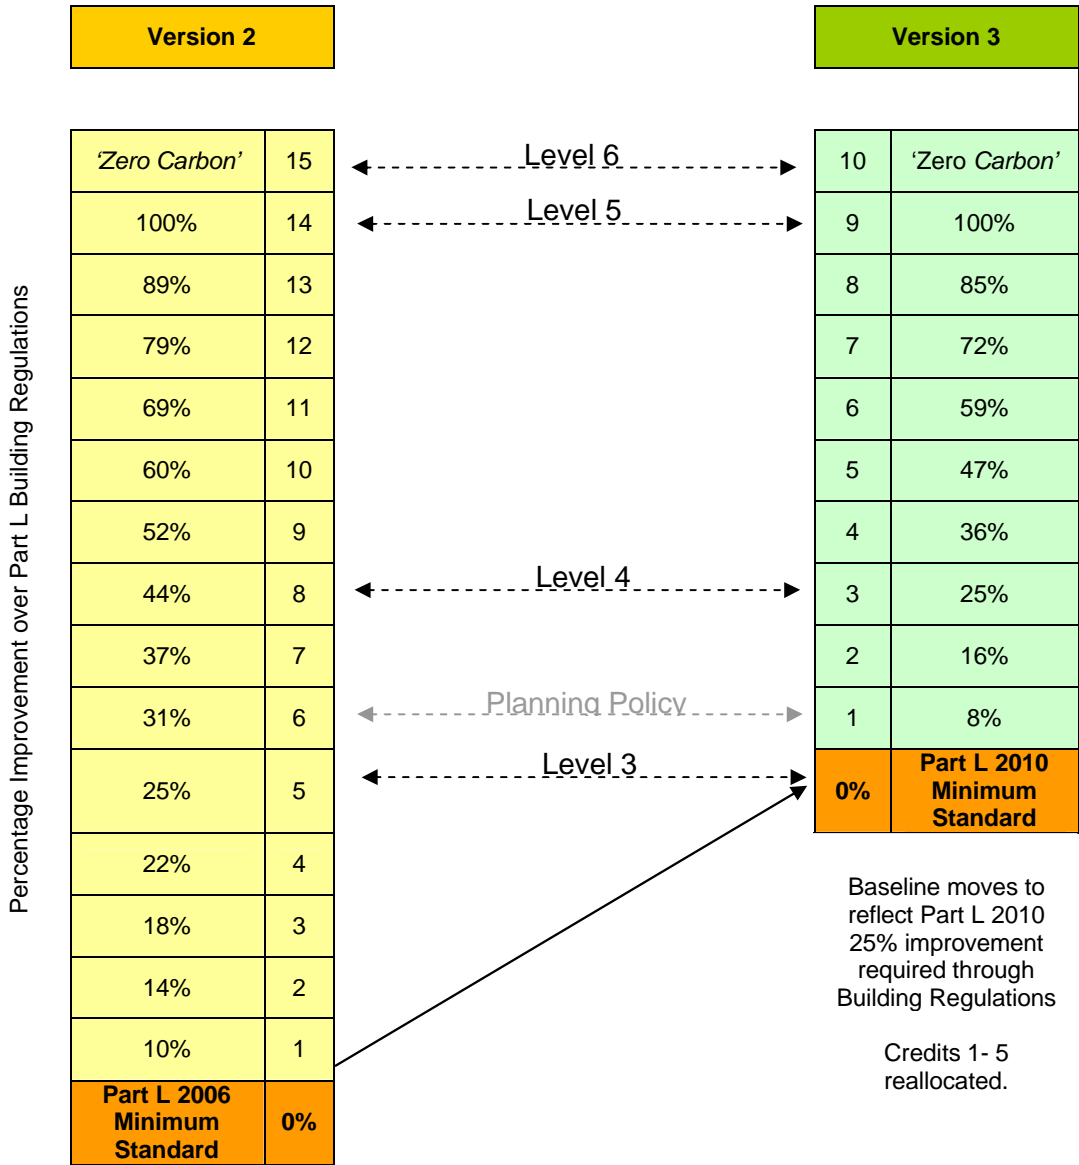 Version 2
Version 3
Percentage Improvement over Part L Building Regulations
'Zero Carbon' 15 Level 6 10 'Zero Carbon'
100% 14 Level 5 9 100%
89% 13 8 85%
79% 12 7 72%
69% 11 6 59%
60% 10 5 47%
52% 9 4 36%
44% 8 Level 4 3 25%
37% 7 2 16%
31% 6 Planning Policy 1 8%
25% 5 Level 3 0% Part L 2010
Minimum
Standard
22% 4
18% 3
14% 2
10% 1
Part L 2006
Minimum 0%
Standard
Baseline moves to
reflect Part L 2010
25% improvement
required through
Building Regulations
Credits 1- 5
reallocated.